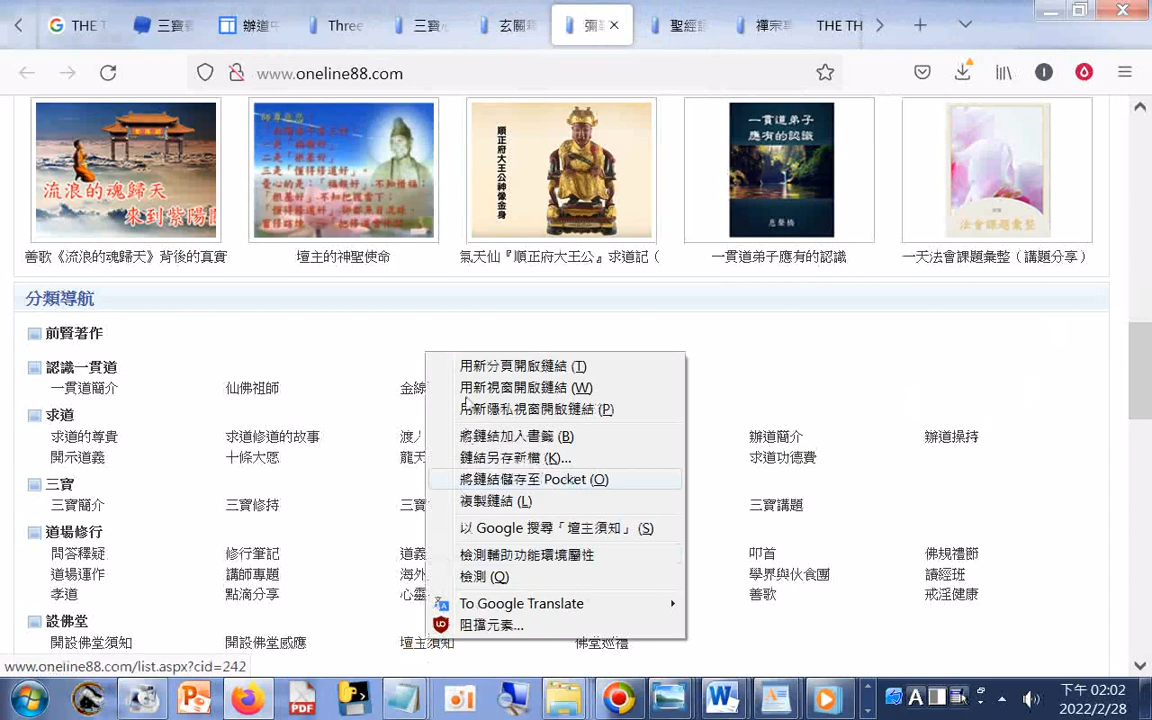 THE T
三寶
辦道中
Three
三寶
玄關
彌
聖經
禪宗
THE TH
www.oneline88.com
流浪的魂歸天
來到紫陽關
順正府大王公神像金身
一貫道弟子
應有的認識
法會課題彙整
善歌《流浪的魂歸天》背後的真實
壇主的神聖使命
氣天仙『順正府大王公』求道記（
一貫道弟子應有的認識
一天法會課題彙整（講題分享）
分類導航
前賢著作
認識一貫道
一貫道簡介 仙佛祖師 金線
求道
求道的尊貴 求道修道的故事 渡人 辦道簡介 辦道操持
開示道義 十條大愿 龍天 求道功德費
三寶
三寶簡介 三寶修持 三寶 三寶講題
道場修行
問答釋疑 修行筆記 道義 叩首 佛規禮節
道場運作 講師專題 海外 學界與伙食團 讀經班
孝道 點滴分享 心靈 善歌 戒淫健康
設佛堂
開設佛堂須知 開設佛堂感應 壇主須知 佛堂巡禮
用新分頁開啟鏈結 (T)
用新視窗開啟鏈結 (W)
用新隱私視窗開啟鏈結 (P)
將鏈結加入書籤 (B)
鏈結另存新檔 (K)...
將鏈結儲存至 Pocket (O)
複製鏈結 (L)
以 Google 搜尋「壇主須知」 (S)
檢測輔助功能環境屬性
檢測 (Q)
To Google Translate
阻擋元素...
www.oneline88.com/list.aspx?cid=242
PDF
A
下午 02:02
2022/2/28